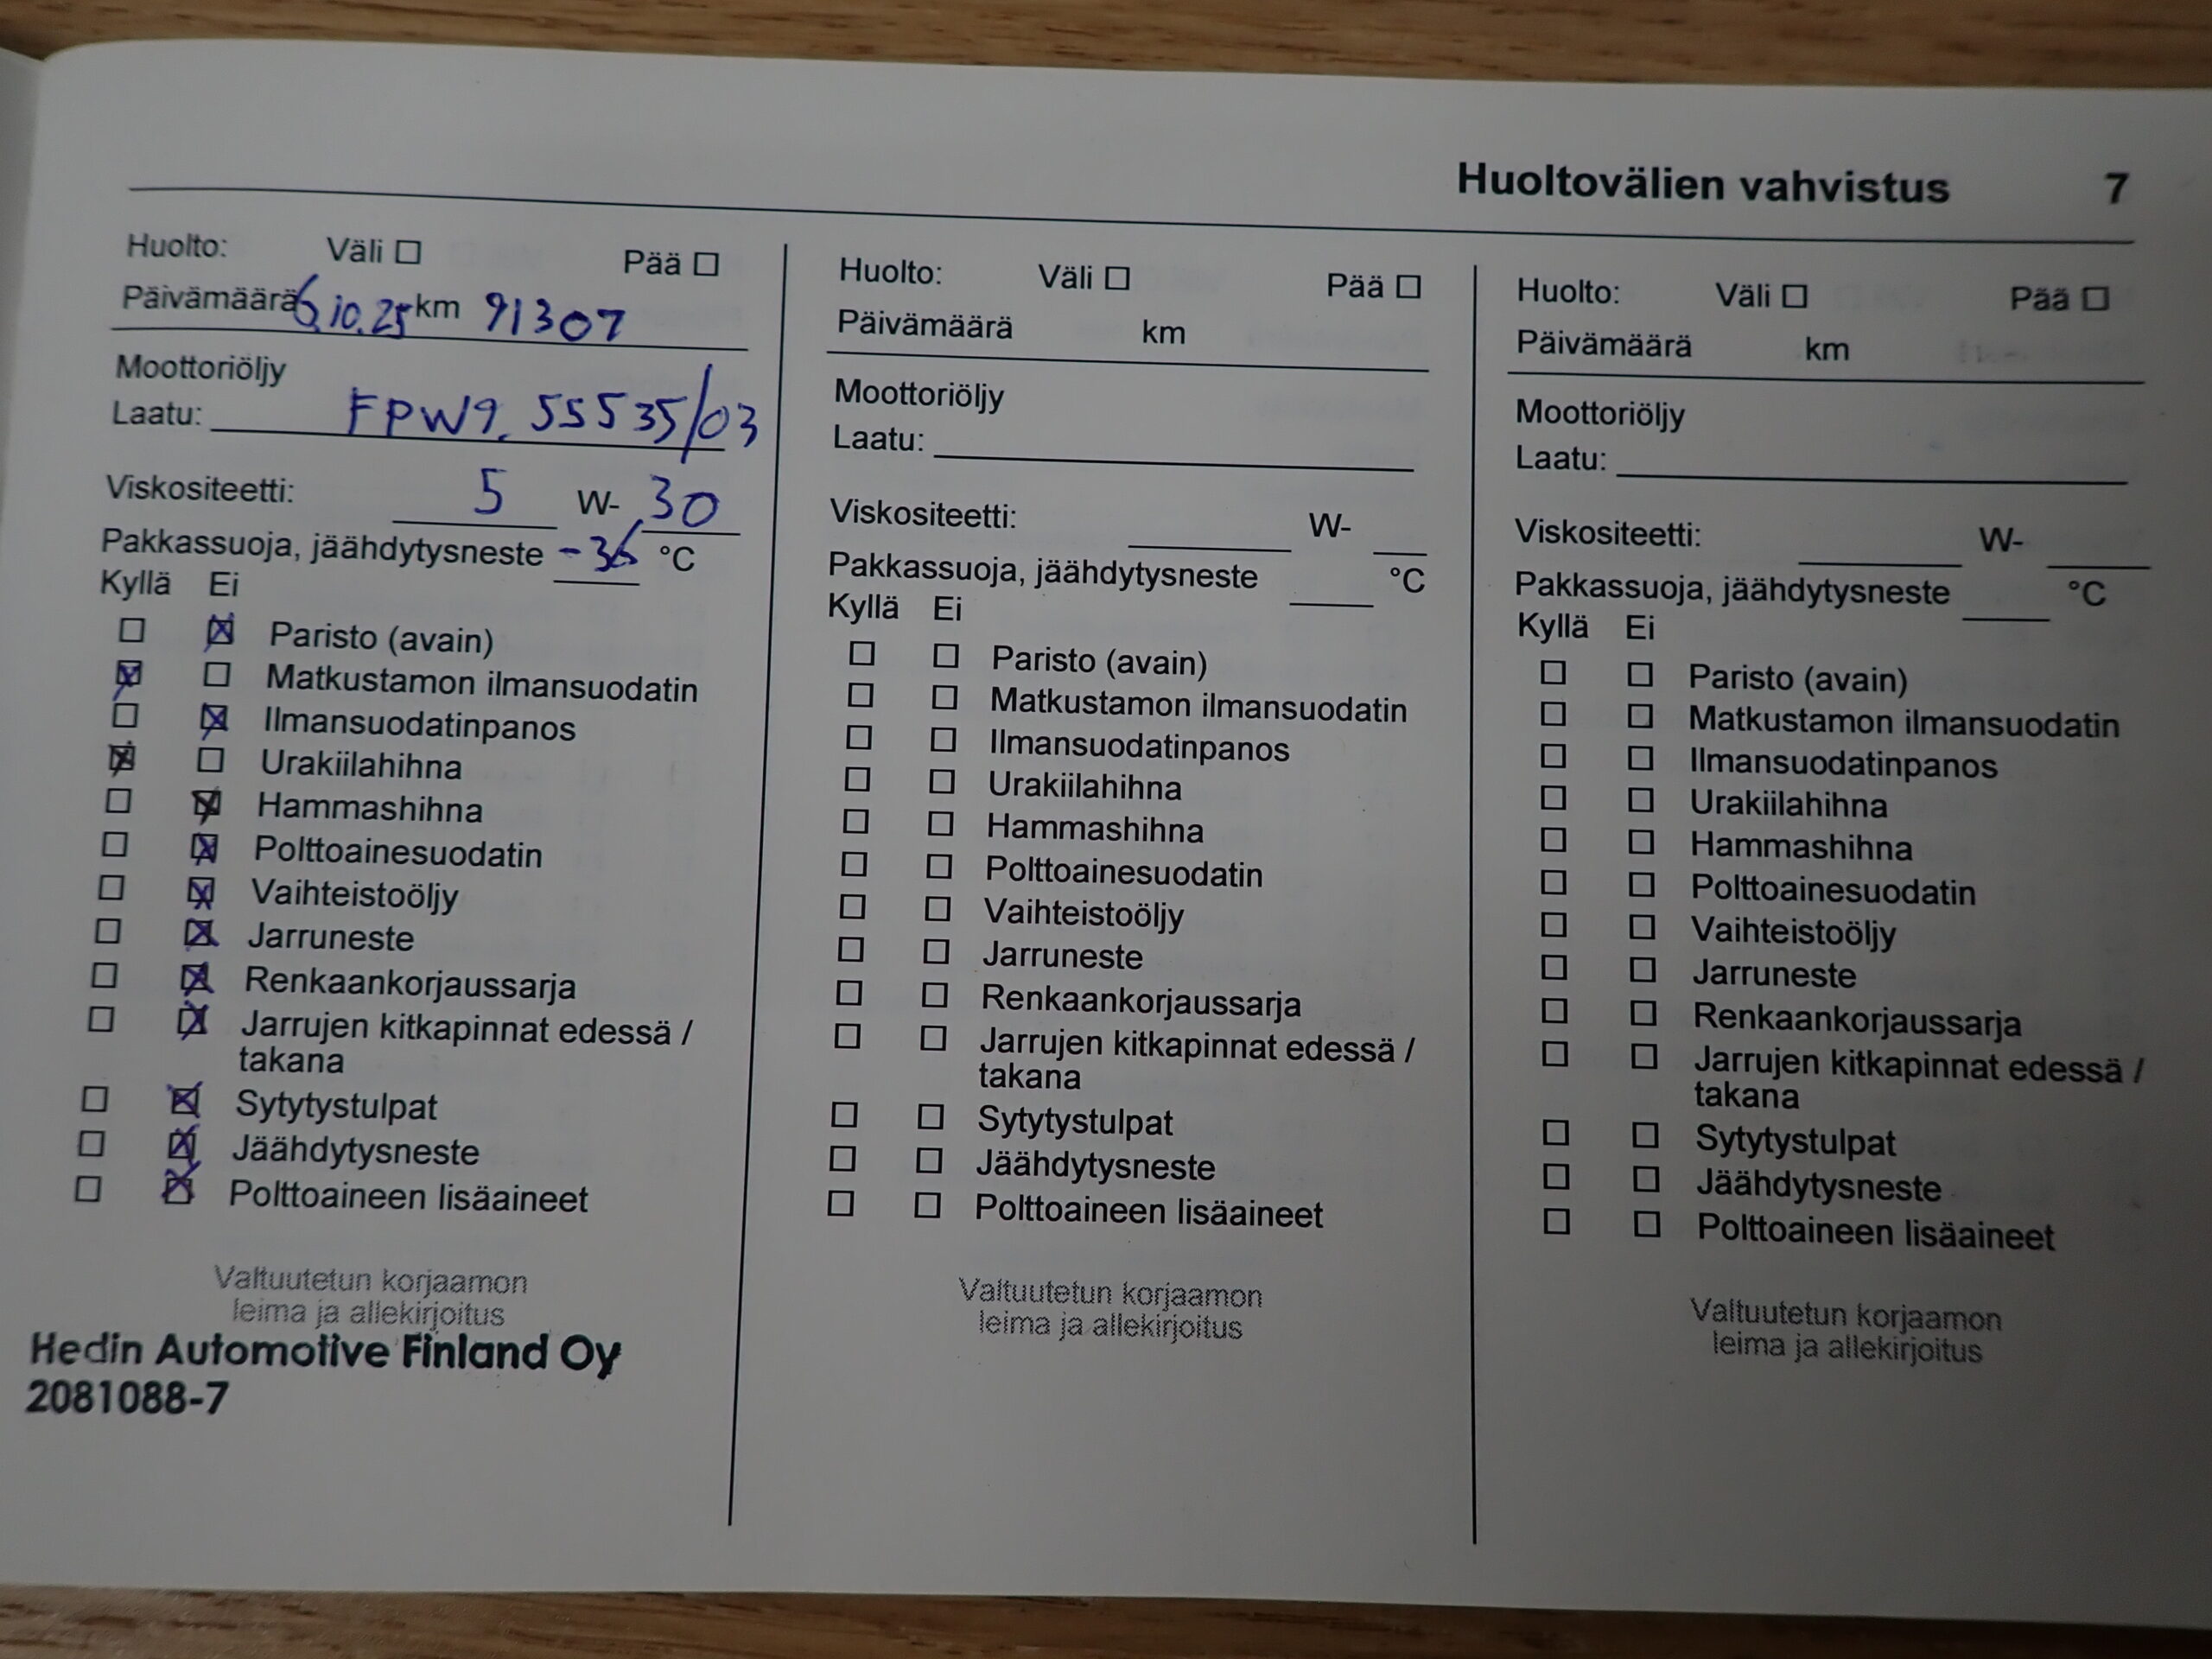 Huoltovälien vahvistus 7
Huolto: Väli ☐ Pää ☐
Päivämäärä 6.10.25 km 91307
Moottoriöljy
Laatu: FPW9. 55535/03
Viskositeetti: 5 W- 30
Pakkassuoja, jäähdytysneste -36 °C
Kyllä Ei
☐ ☒ Paristo (avain)
☒ ☐ Matkustamon ilmansuodatin
☐ ☒ Ilmansuodatinpanos
☒ ☐ Urakiilahihna
☐ ☒ Hammashihna
☐ ☒ Polttoainesuodatin
☐ ☒ Vaihteistoöljy
☐ ☒ Jarruneste
☐ ☒ Renkaankorjaussarja
☐ ☒ Jarrujen kitkapinnat edessä /
takana
☐ ☒ Sytytystulpat
☐ ☒ Jäähdytysneste
☐ ☒ Polttoaineen lisäaineet
Valtuutetun korjaamon
leima ja allekirjoitus
Hedin Automotive Finland Oy
2081088-7
Huolto: Väli ☐ Pää ☐
Päivämäärä km
Moottoriöljy
Laatu:
Viskositeetti: W-
Pakkassuoja, jäähdytysneste °C
Kyllä Ei
☐ ☐ Paristo (avain)
☐ ☐ Matkustamon ilmansuodatin
☐ ☐ Ilmansuodatinpanos
☐ ☐ Urakiilahihna
☐ ☐ Hammashihna
☐ ☐ Polttoainesuodatin
☐ ☐ Vaihteistoöljy
☐ ☐ Jarruneste
☐ ☐ Renkaankorjaussarja
☐ ☐ Jarrujen kitkapinnat edessä /
takana
☐ ☐ Sytytystulpat
☐ ☐ Jäähdytysneste
☐ ☐ Polttoaineen lisäaineet
Valtuutetun korjaamon
leima ja allekirjoitus
Huolto: Väli ☐ Pää ☐
Päivämäärä km
Moottoriöljy
Laatu:
Viskositeetti: W-
Pakkassuoja, jäähdytysneste °C
Kyllä Ei
☐ ☐ Paristo (avain)
☐ ☐ Matkustamon ilmansuodatin
☐ ☐ Ilmansuodatinpanos
☐ ☐ Urakiilahihna
☐ ☐ Hammashihna
☐ ☐ Polttoainesuodatin
☐ ☐ Vaihteistoöljy
☐ ☐ Jarruneste
☐ ☐ Renkaankorjaussarja
☐ ☐ Jarrujen kitkapinnat edessä /
takana
☐ ☐ Sytytystulpat
☐ ☐ Jäähdytysneste
☐ ☐ Polttoaineen lisäaineet
Valtuutetun korjaamon
leima ja allekirjoitus